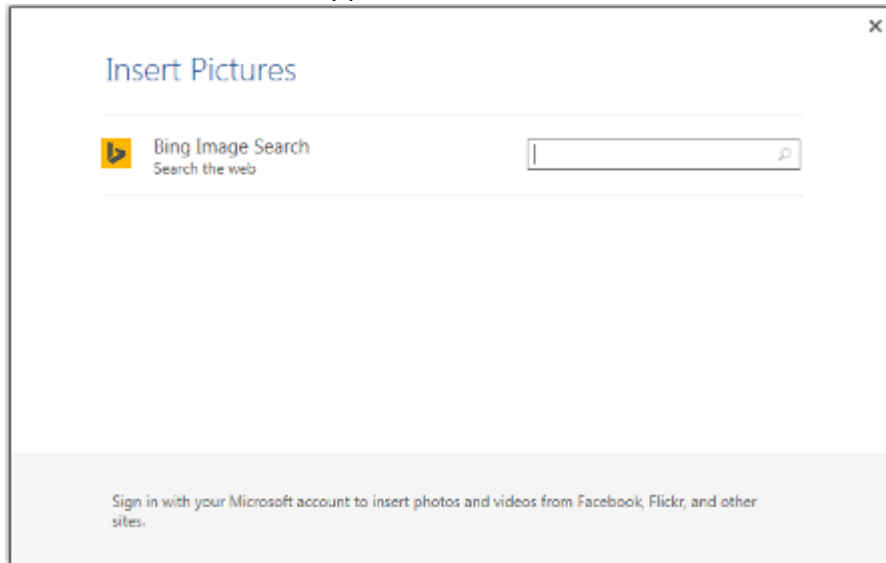 Insert Pictures
Bing Image Search
Search the web
Sign in with your Microsoft account to insert photos and videos from Facebook, Flickr, and other
sites.